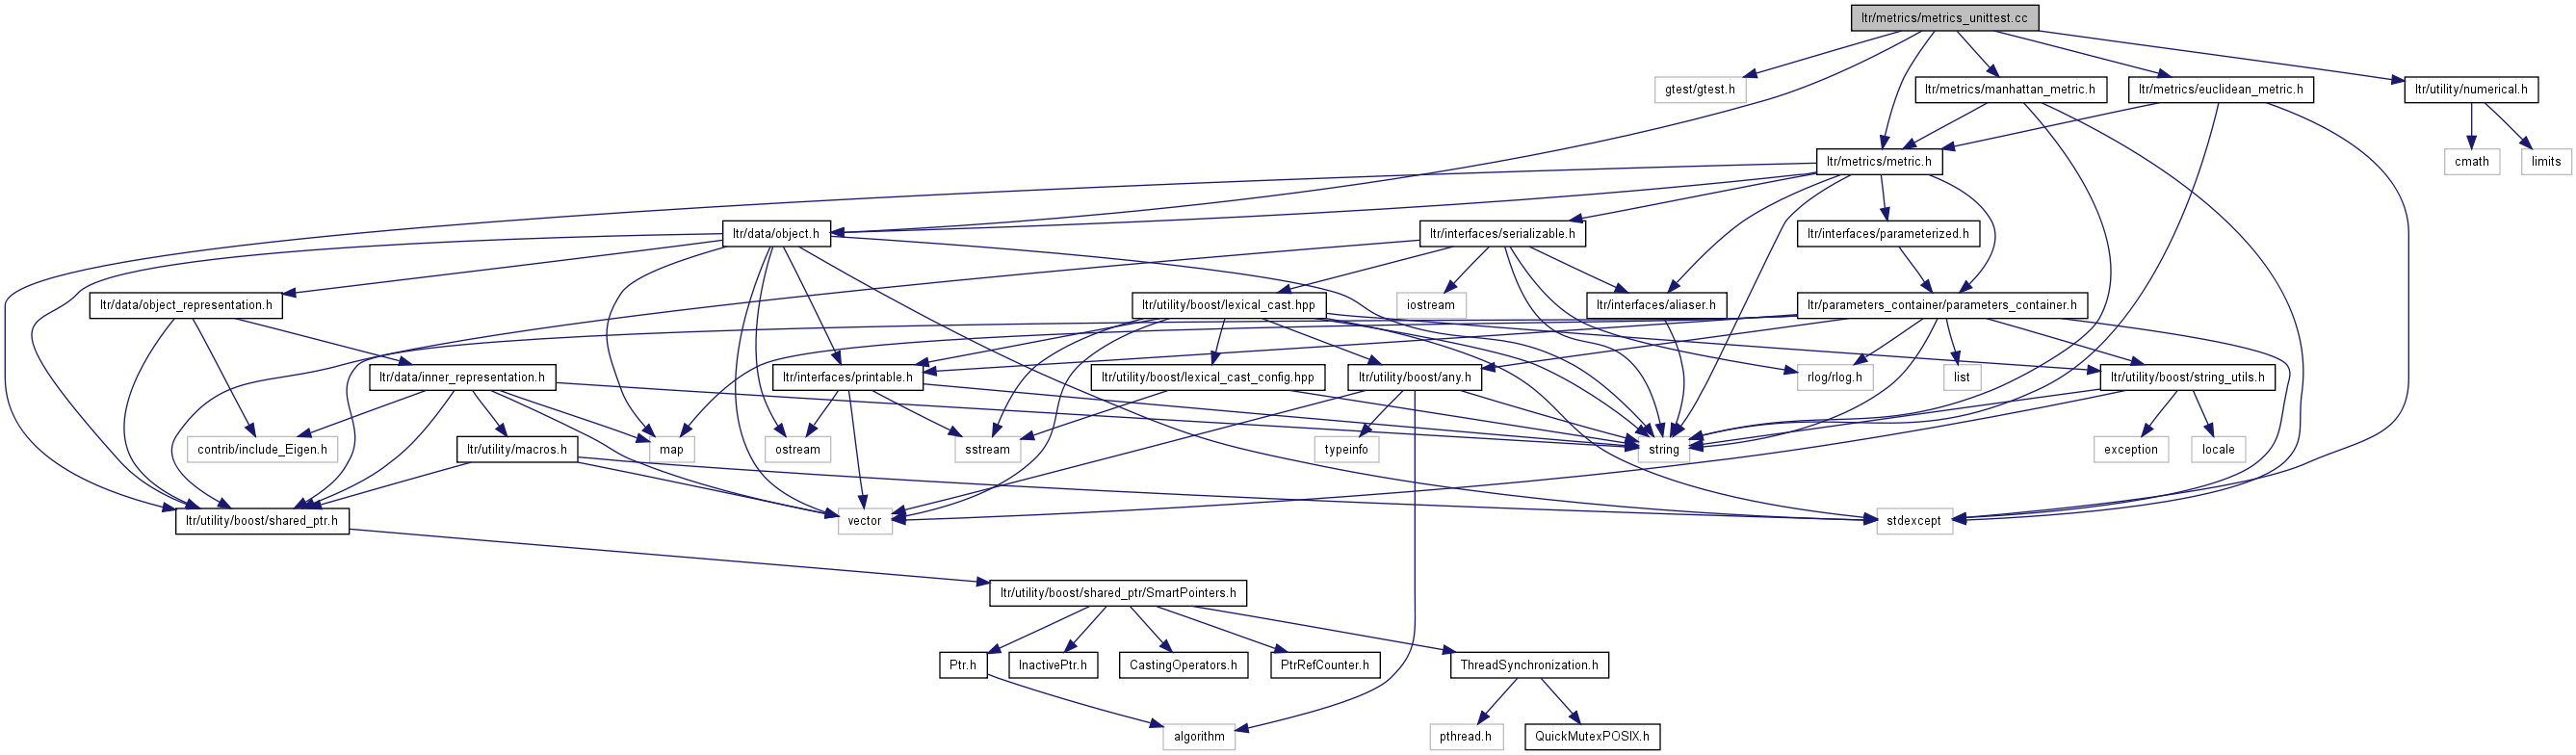 ltr/metrics/metrics_unittest.cc
gtest/gtest.h
ltr/metrics/manhattan_metric.h
ltr/metrics/euclidean_metric.h
ltr/utility/numerical.h
ltr/metrics/metric.h
cmath
limits
ltr/data/object.h
ltr/interfaces/serializable.h
ltr/interfaces/parameterized.h
ltr/data/object_representation.h
ltr/utility/boost/lexical_cast.hpp
iostream
ltr/interfaces/aliaser.h
ltr/parameters_container/parameters_container.h
ltr/data/inner_representation.h
ltr/interfaces/printable.h
ltr/utility/boost/lexical_cast_config.hpp
ltr/utility/boost/any.h
rlog/rlog.h
list
ltr/utility/boost/string_utils.h
contrib/include_Eigen.h
ltr/utility/macros.h
map
ostream
sstream
typeinfo
string
exception
locale
ltr/utility/boost/shared_ptr.h
vector
stdexcept
ltr/utility/boost/shared_ptr/SmartPointers.h
Ptr.h
InactivePtr.h
CastingOperators.h
PtrRefCounter.h
ThreadSynchronization.h
algorithm
pthread.h
QuickMutexPOSIX.h